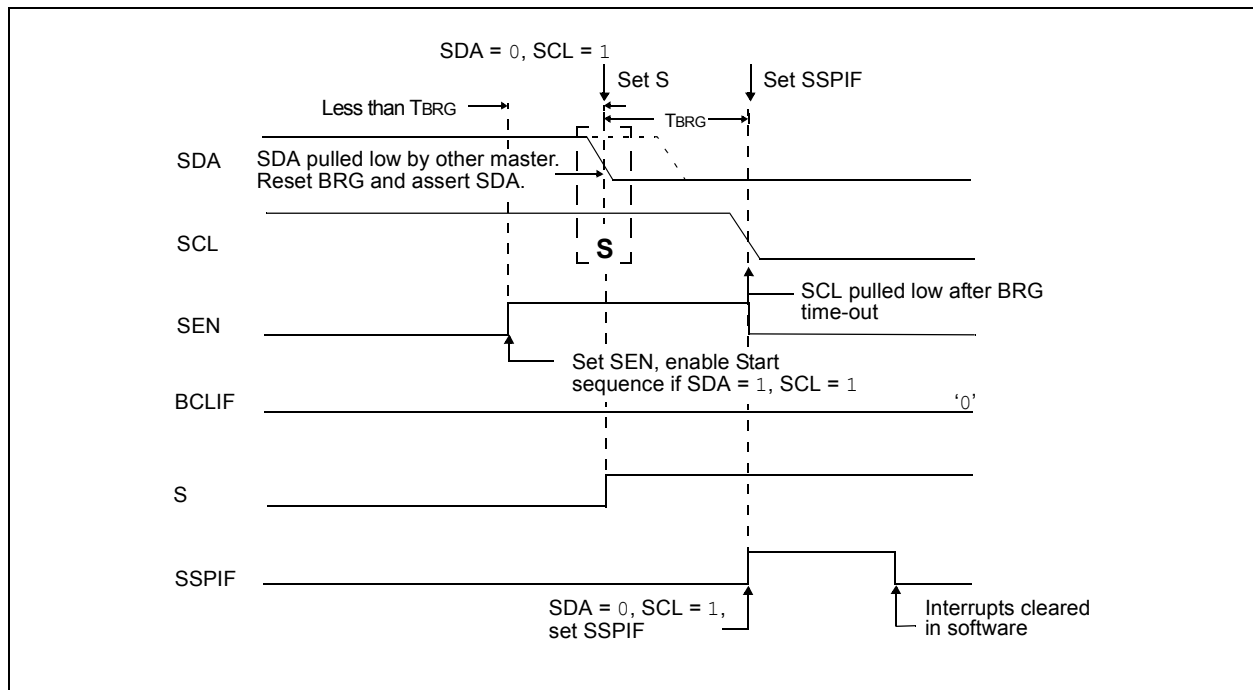 SDA = 0, SCL = 1
Set S
Set SSPIF
Less than TBRG
TBRG
SDA
SDA pulled low by other master.
Reset BRG and assert SDA.
SCL
S
SCL pulled low after BRG
time-out
SEN
Set SEN, enable Start
sequence if SDA = 1, SCL = 1
BCLIF
‘0’
S
SSPIF
SDA = 0, SCL = 1,
set SSPIF
Interrupts cleared
in software